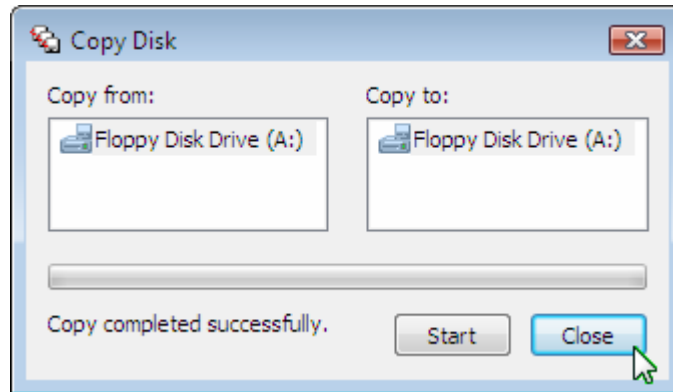 Copy Disk
Copy from:
Copy to:
Floppy Disk Drive (A:)
Floppy Disk Drive (A:)
Copy completed successfully.
Start
Close